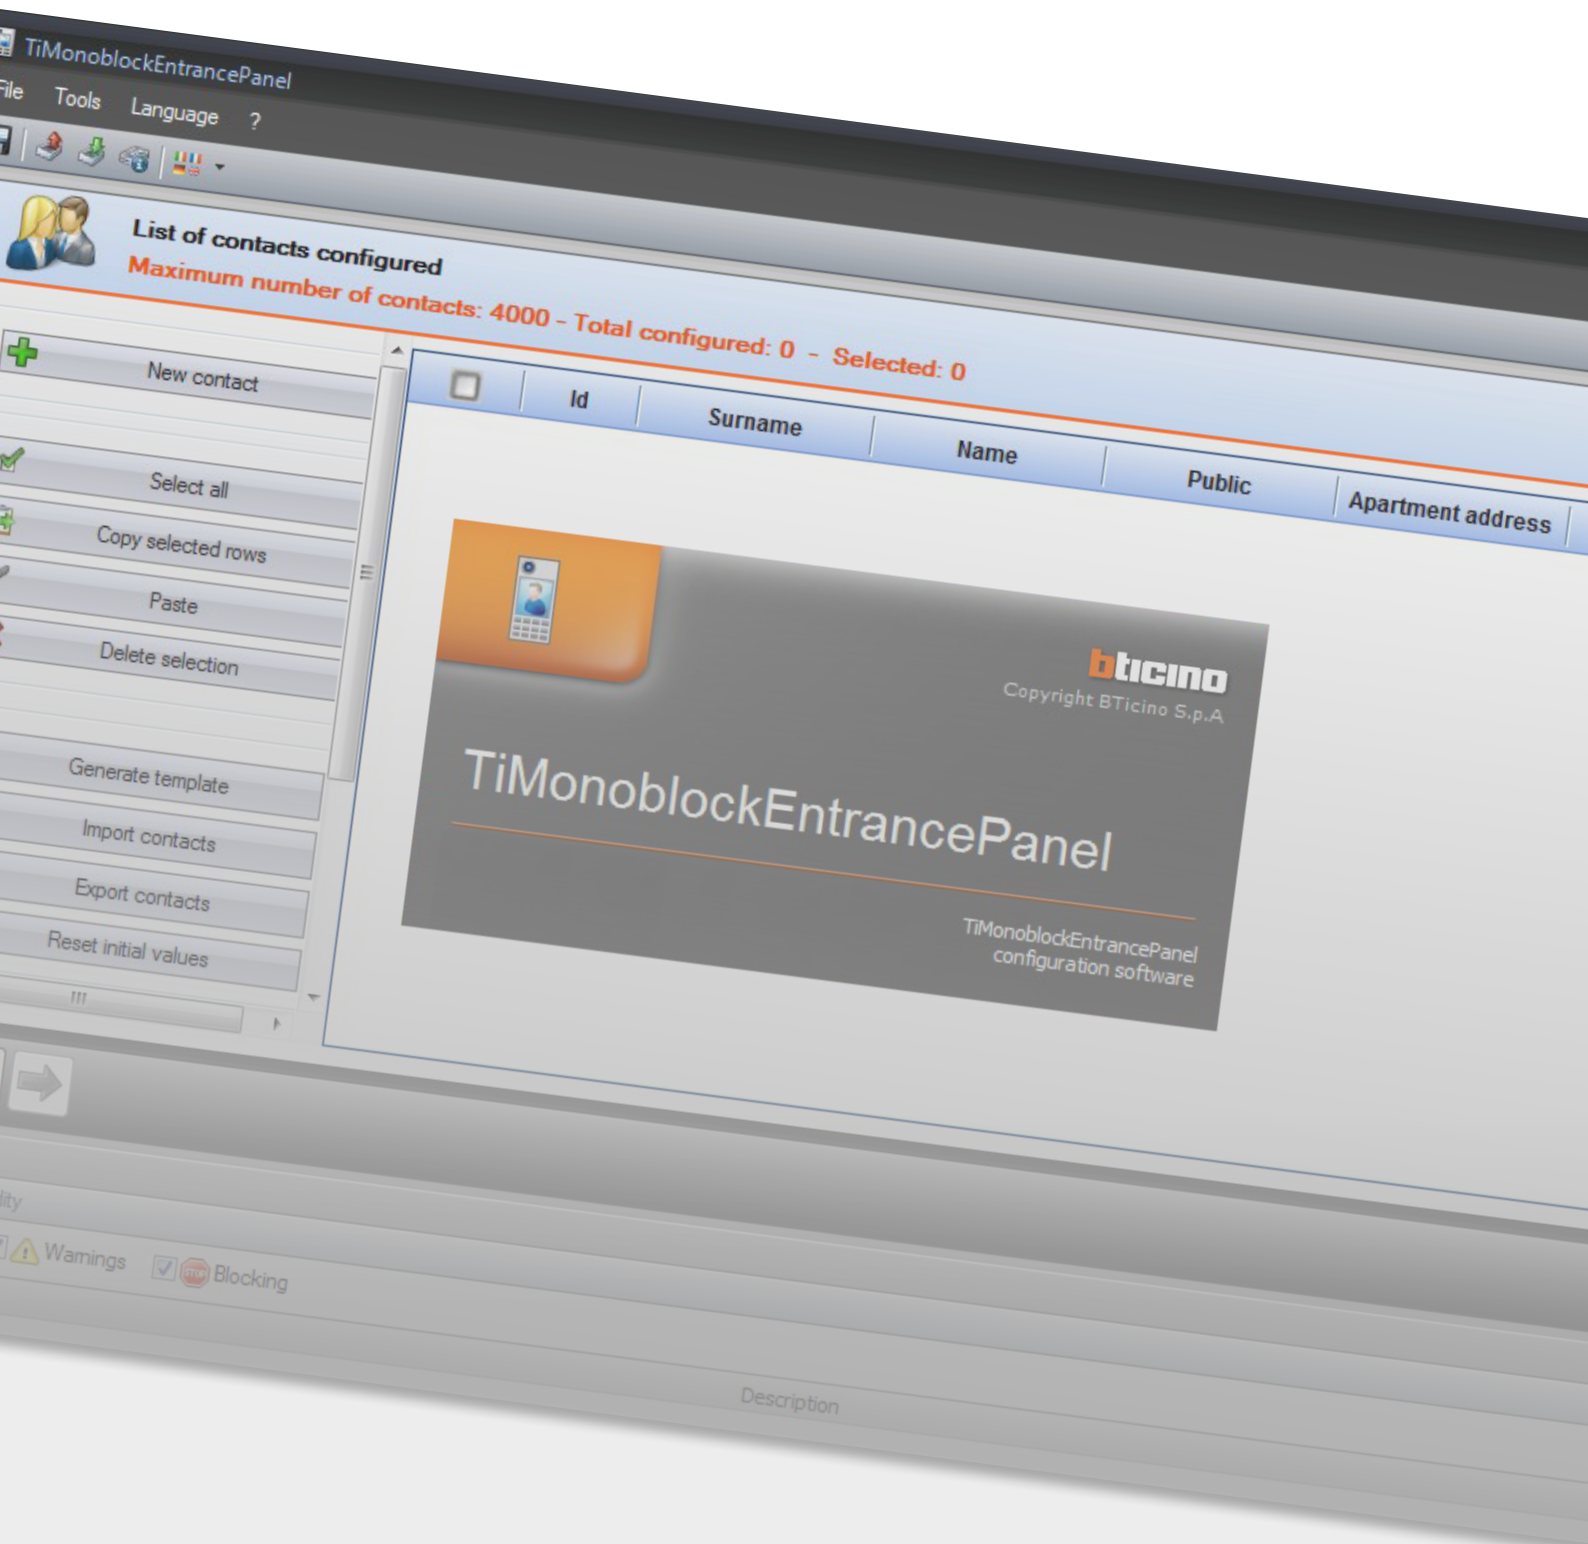 TiMonoblockEntrancePanel
File Tools Language ?
List of contacts configured
Maximum number of contacts: 4000 - Total configured: 0 - Selected: 0
New contact
Select all
Copy selected rows
Paste
Delete selection
Generate template
Import contacts
Export contacts
Reset initial values
Id Surname Name Public Apartment address
bticino
Copyright BTicino S.p.A
TiMonoblockEntrancePanel
TiMonoblockEntrancePanel
configuration software
Warnings Blocking
Description